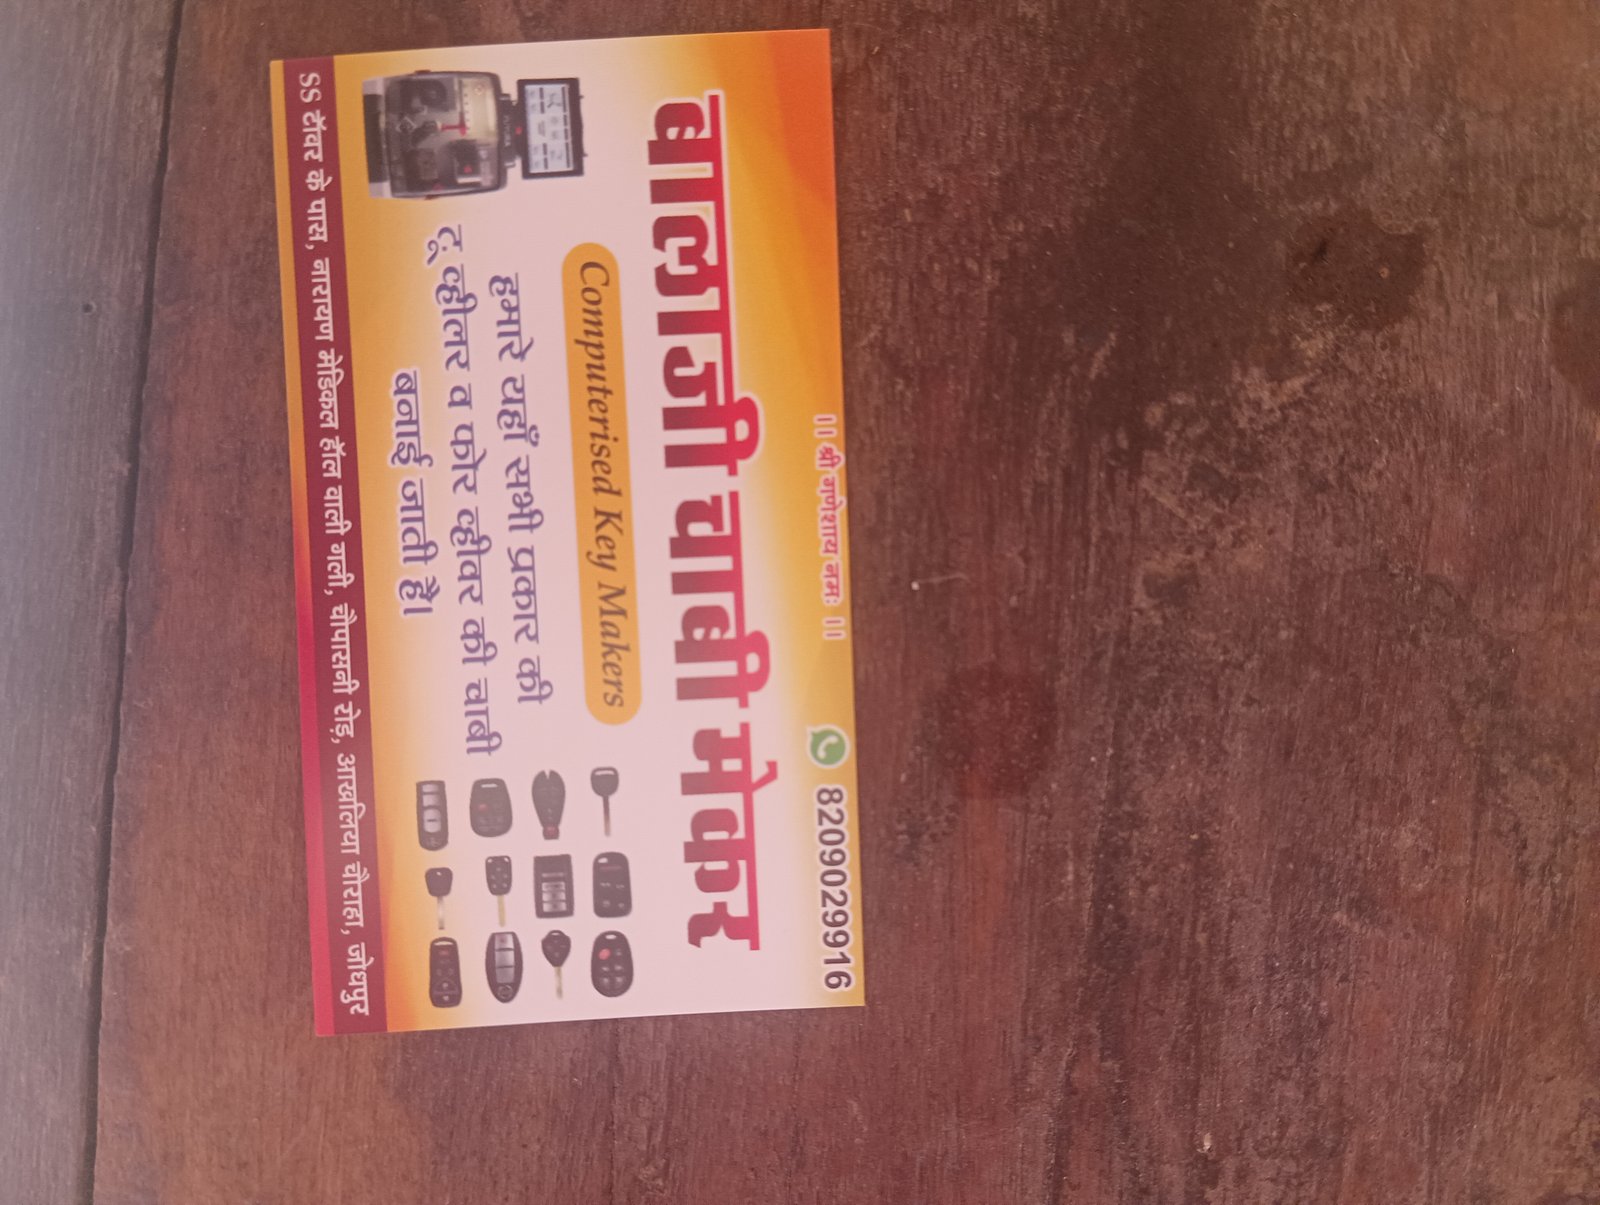 ।। श्री गणेशाय नमः ।।
8209029916
बालाजी चाबी मेकर
Computerised Key Makers
हमारे यहाँ सभी प्रकार की
टू व्हीलर व फोर व्हीवर की चाबी
बनाई जाती है।
SS टॉवर के पास, नारायण मेडिकल हॉल वाली गली, चौपासनी रोड़, आखलिया चौराहा, जोधपुर